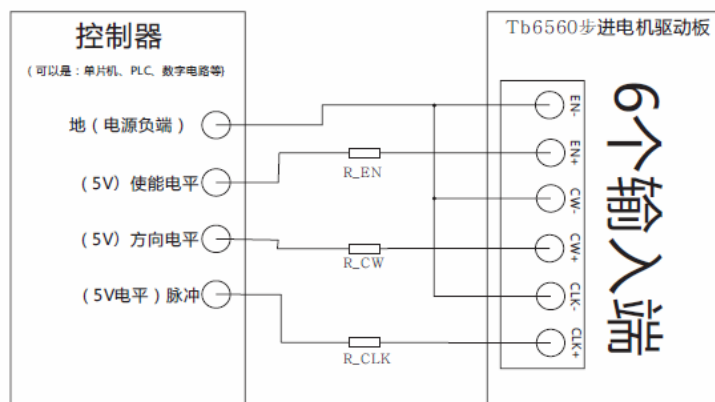 控制器
(可以是：单片机、PLC、数字电路等)
地（电源负端）
（5V）使能电平
（5V）方向电平
（5V电平）脉冲
R_EN
R_CW
R_CLK
Tb6560步进电机驱动板
EN-
EN+
CW-
CW+
CLK-
CLK+
6个输入端